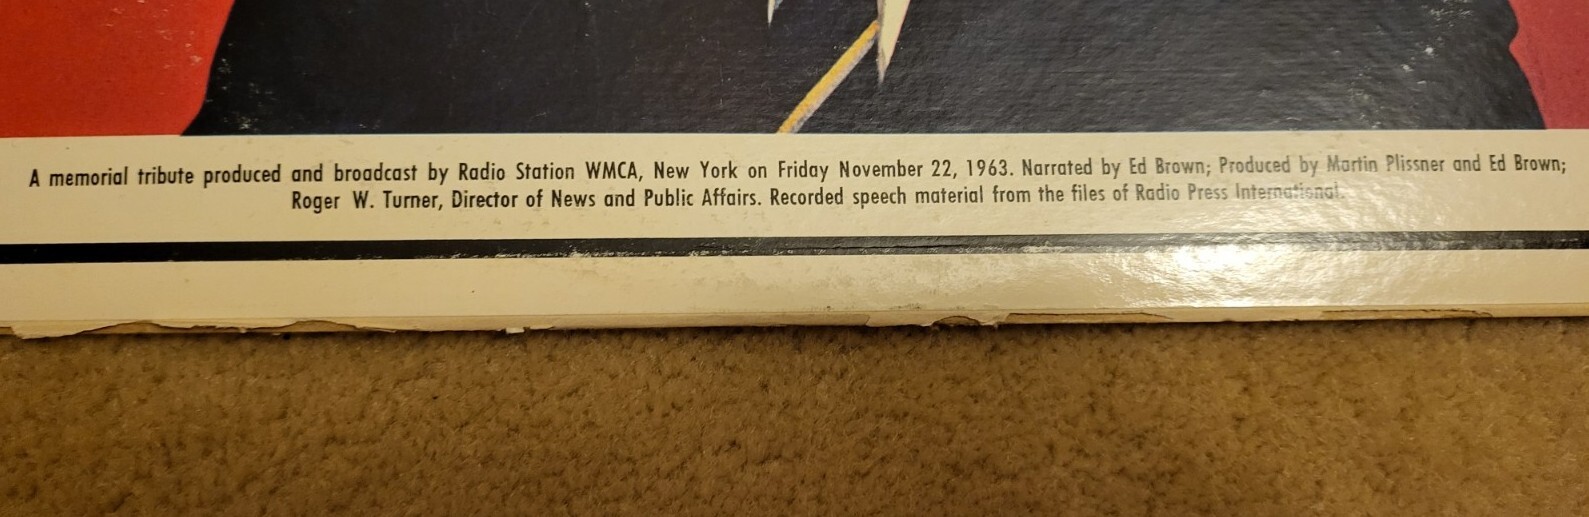 A memorial tribute produced and broadcast by Radio Station WMCA, New York on Friday November 22, 1963. Narrated by Ed Brown; Produced by Martin Plissner and Ed Brown;
Roger W. Turner, Director of News and Public Affairs. Recorded speech material from the files of Radio Press International.